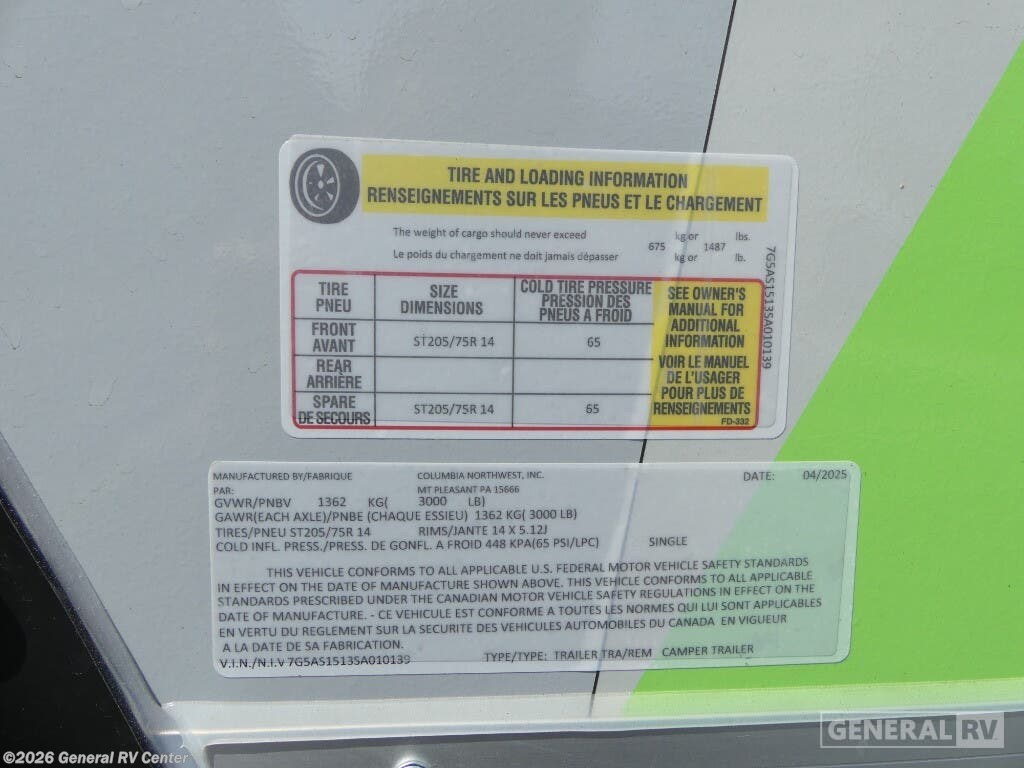 GENERAL RV
TIRE AND LOADING INFORMATION
RENSEIGNEMENTS SUR LES PNEUS ET LE CHARGEMENT
The weight of cargo should never exceed 675 kg or 1487 lbs.
Le poids du chargement ne doit jamais dépasser kg or lb.
7G5AS1513SA010139
TIRE PNEU SIZE DIMENSIONS COLD TIRE PRESSURE PRESSION DES PNEUS A FROID
FRONT AVANT ST205/75R 14 65
REAR ARRIÈRE
SPARE DE SECOURS ST205/75R 14 65
SEE OWNER'S
MANUAL FOR
ADDITIONAL
INFORMATION
VOIR LE MANUEL
DE L'USAGER
POUR PLUS DE
RENSEIGNEMENTS
FD-332
MANUFACTURED BY/FABRIQUE COLUMBIA NORTHWEST, INC. DATE: 04/2025
PAR: MT PLEASANT PA 15666
GVWR/PNBV 1362 KG( 3000 LB)
GAWR(EACH AXLE)/PNBE (CHAQUE ESSIEU) 1362 KG( 3000 LB)
TIRES/PNEU ST205/75R 14 RIMS/JANTE 14 X 5.12J
COLD INFL. PRESS./PRESS. DE GONFL. A FROID 448 KPA(65 PSI/LPC) SINGLE
THIS VEHICLE CONFORMS TO ALL APPLICABLE U.S. FEDERAL MOTOR VEHICLE SAFETY STANDARDS
IN EFFECT ON THE DATE OF MANUFACTURE SHOWN ABOVE. THIS VEHICLE CONFORMS TO ALL APPLICABLE
STANDARDS PRESCRIBED UNDER THE CANADIAN MOTOR VEHICLE SAFETY REGULATIONS IN EFFECT ON THE
DATE OF MANUFACTURE. - CE VEHICULE EST CONFORME A TOUTES LES NORMES QUI LUI SONT APPLICABLES
EN VERTU DU REGLEMENT SUR LA SECURITE DES VEHICULES AUTOMOBILES DU CANADA EN VIGUEUR
A LA DATE DE SA FABRICATION.
V.I.N./N.I.V 7G5AS1513SA010139 TYPE/TYPE: TRAILER TRA/REM CAMPER TRAILER
GENERAL RV
©2026 General RV Center